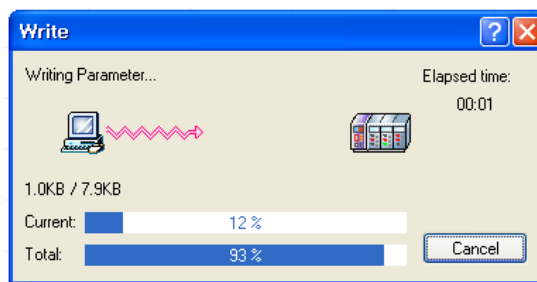 Write
Writing Parameter...
Elapsed time:
00:01
1.0KB / 7.9KB
Current: 12 %
Total: 93 %
Cancel